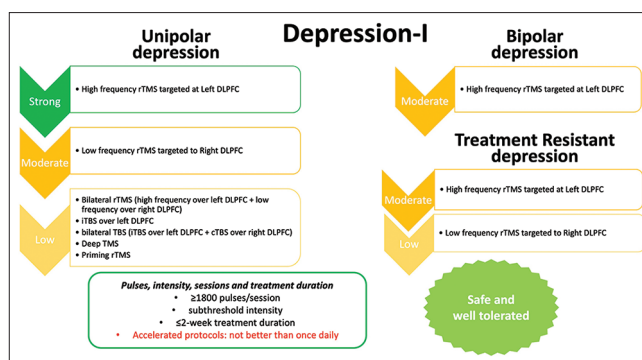 Depression-I
Unipolar
depression
Strong
• High frequency rTMS targeted at Left DLPFC
Moderate
• Low frequency rTMS targeted to Right DLPFC
Low
• Bilateral rTMS (high frequency over left DLPFC + low
frequency over right DLPFC)
• iTBS over left DLPFC
• bilateral TBS (iTBS over left DLPFC + cTBS over right DLPFC)
• Deep TMS
• Priming rTMS
Pulses, intensity, sessions and treatment duration
• ≥1800 pulses/session
• subthreshold intensity
• ≤2-week treatment duration
• Accelerated protocols: not better than once daily
Bipolar
depression
Moderate
• High frequency rTMS targeted at Left DLPFC
Treatment Resistant
depression
Moderate
• High frequency rTMS targeted at Left DLPFC
Low
• Low frequency rTMS targeted to Right DLPFC
Safe and
well tolerated